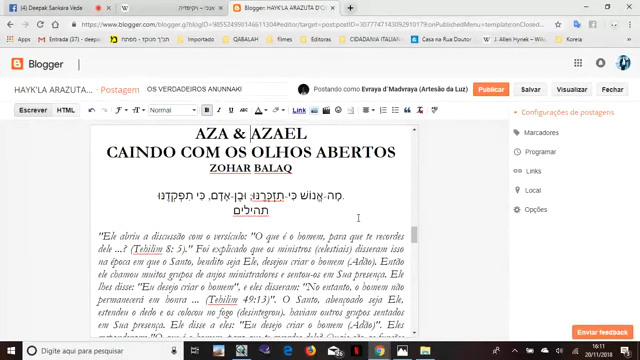 Deepak Sankara Veda
אנכי – ויקיפדיה
Blogger: HAYK'LA ARAZUTA D'
https://www.blogger.com/blogger.g?blogID=9855249911466130
Entrada
CIDADANIA ITALIANA
Casa na Rua Doutor
J. Allen Hynek – Wikip
Blogger
HAYK'LA ARAZUTA...
Postagem
OS VERDADEIROS ANUNNAKI
Postando como Evraya d'Madvraya (Artesão da Luz)
Publicar
Salvar
Visualizar
Fechar
Escrever
HTML
Normal
Link
AZA & AZAEL
CAINDO COM OS OLHOS ABERTOS
ZOHAR BALAQ
מָה-אֱנוֹשׁ כִּי-תִזְכְּרֶנּוּ; וּבֶן-אָדָם, כִּי תִפְקְדֶנּוּ.
תהילים
"Ele abriu a discussão com o versículo: "O que é o homem, para que te recordes
dele ...? (Tehilim 8: 5)." Foi explicado que os ministros (celestiais) disseram isso
na época em que o Santo, bendito seja Ele, desejou criar o homem (Adão). Então
ele chamou muitos grupos de anjos ministradores e sentou-os em Sua presença. Ele
lhes disse: "Eu desejo criar o homem", e eles disseram: "No entanto, o homem
não permanecerá em honra ... (Tehilim 49:13)". O Santo, abençoado seja Ele,
estendeu o dedo e os colocou no fogo (desintegrou), haviam outros grupos sentados
em Sua presença. Ele disse a eles: "Eu desejo criar o homem (Adão)". Eles
Configurações de postagens
Marcadores
Programar
Links
Local
Opções
Enviar feedback
Digite aqui para pesquisar
16:11
20/11/2018